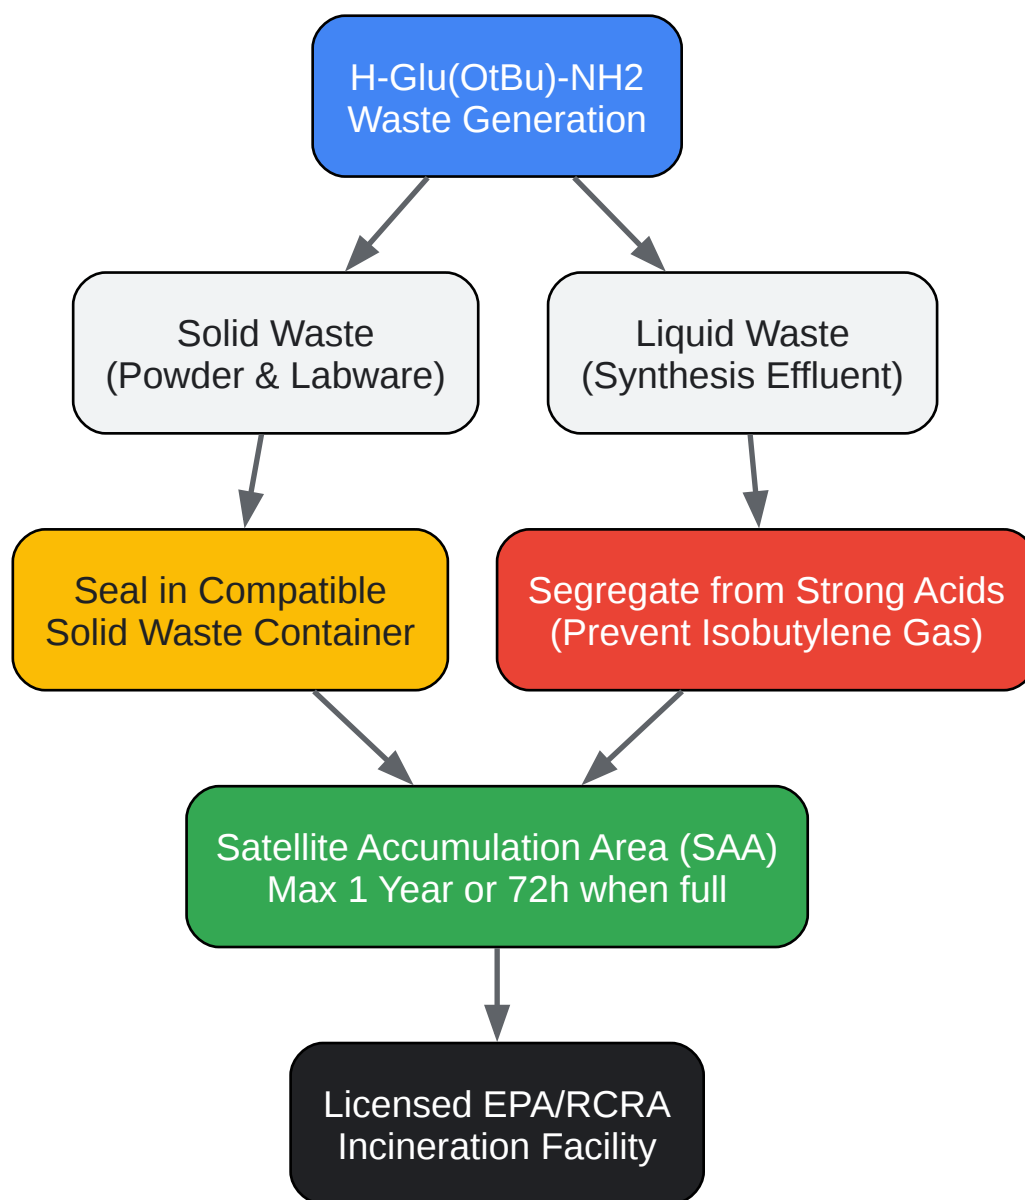 H-Glu(OtBu)-NH2
Waste Generation
Solid Waste
(Powder & Labware)
Liquid Waste
(Synthesis Effluent)
Seal in Compatible
Solid Waste Container
Segregate from Strong Acids
(Prevent Isobutylene Gas)
Satellite Accumulation Area (SAA)
Max 1 Year or 72h when full
Licensed EPA/RCRA
Incineration Facility